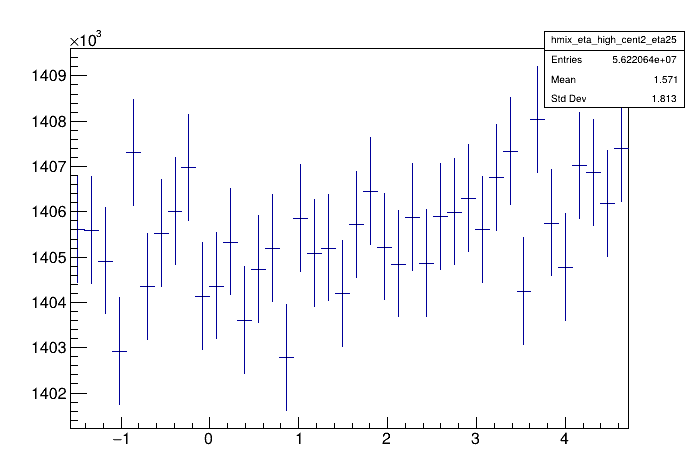 ×10³
hmix_eta_high_cent2_eta25
Entries 5.622064e+07
Mean 1.571
Std Dev 1.813
1409
1408
1407
1406
1405
1404
1403
1402
−1 0 1 2 3 4